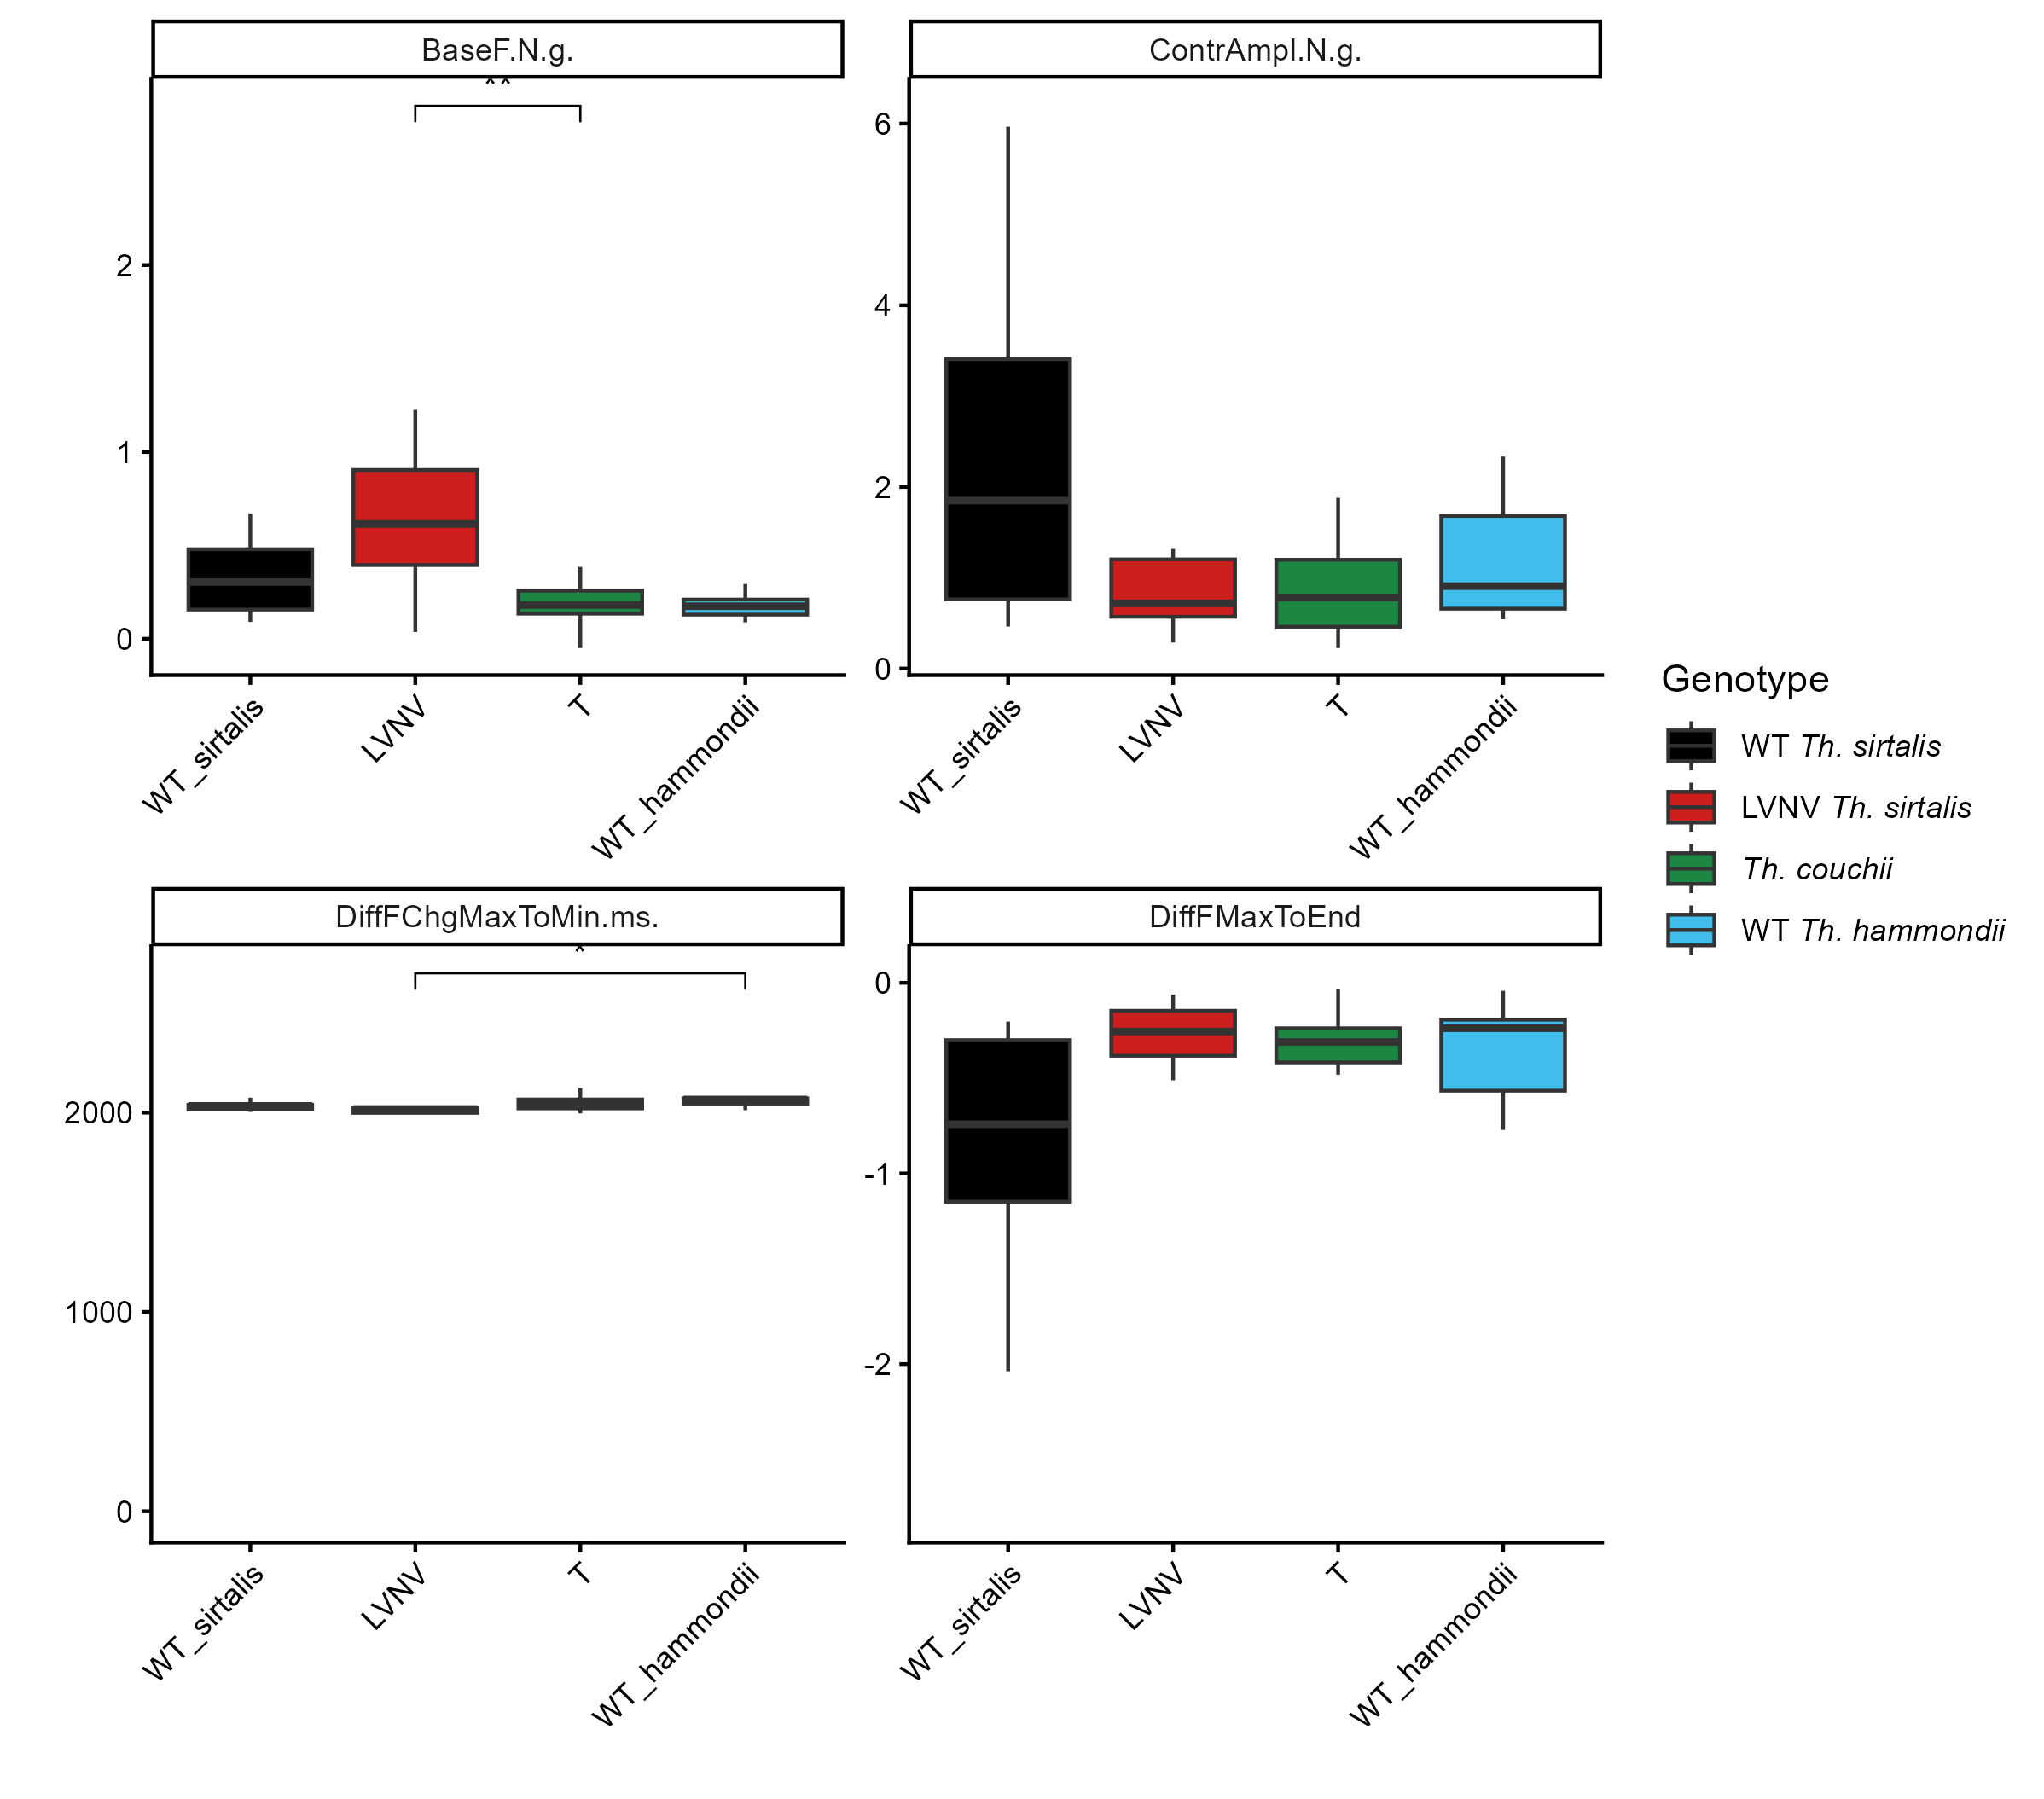 BaseF.N.g.
**
2
1
0
WT_sirtalis
LVNV
T
WT_hammondii
ContrAmpl.N.g.
6
4
2
0
WT_sirtalis
LVNV
T
WT_hammondii
DiffFChgMaxToMin.ms.
*
2000
1000
0
WT_sirtalis
LVNV
T
WT_hammondii
DiffFMaxToEnd
0
-1
-2
WT_sirtalis
LVNV
T
WT_hammondii
Genotype
WT Th. sirtalis
LVNV Th. sirtalis
Th. couchii
WT Th. hammondii